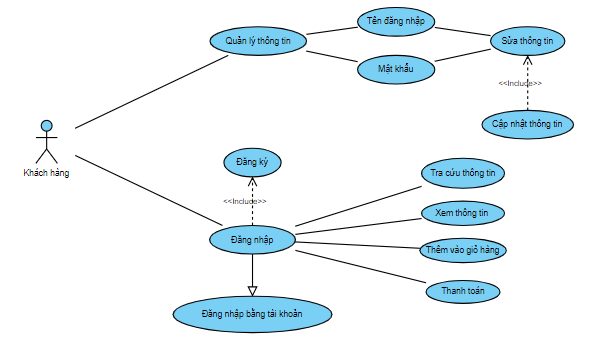 Tên đăng nhập
Quản lý thông tin
Sửa thông tin
Mật khẩu
<<Include>>
Cập nhật thông tin
Khách hàng
Đăng ký
Tra cứu thông tin
<<Include>>
Xem thông tin
Đăng nhập
Thêm vào giỏ hàng
Thanh toán
Đăng nhập bằng tài khoản